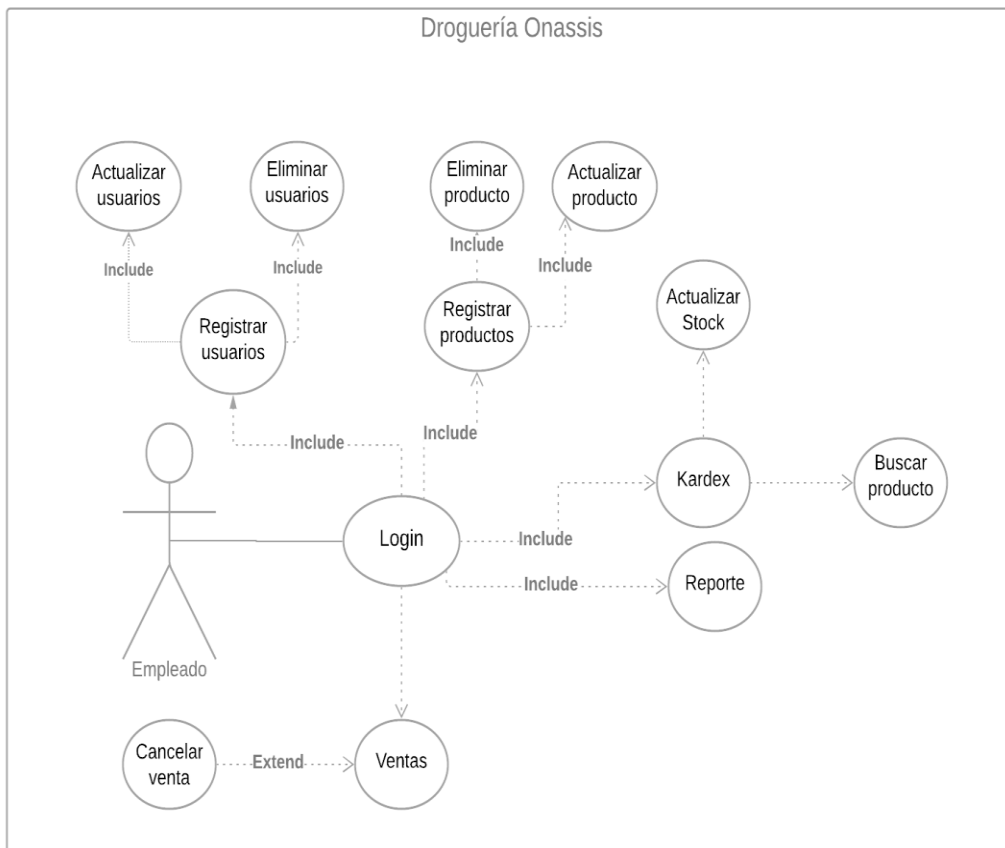 Droguería Onassis
Actualizar
usuarios
Eliminar
usuarios
Eliminar
producto
Actualizar
producto
Include
Include
Include
Include
Registrar
usuarios
Registrar
productos
Actualizar
Stock
Include
Include
Kardex
Buscar
producto
Login
Include
Include
Reporte
Empleado
Cancelar
venta
Extend
Ventas